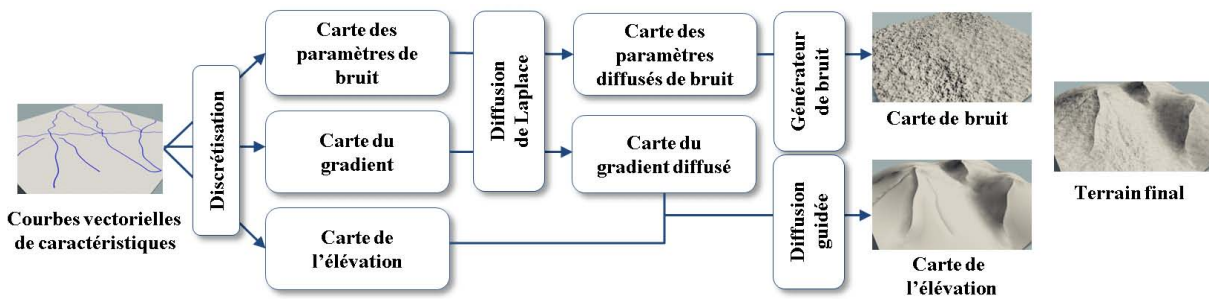 Courbes vectorielles
de caractéristiques
Discrétisation
Carte des
paramètres de
bruit
Carte du
gradient
Carte de
l'élévation
Diffusion
de Laplace
Carte des
paramètres
diffusés de bruit
Carte du
gradient diffusé
Générateur
de bruit
Diffusion
guidée
Carte de bruit
Carte de
l'élévation
Terrain final